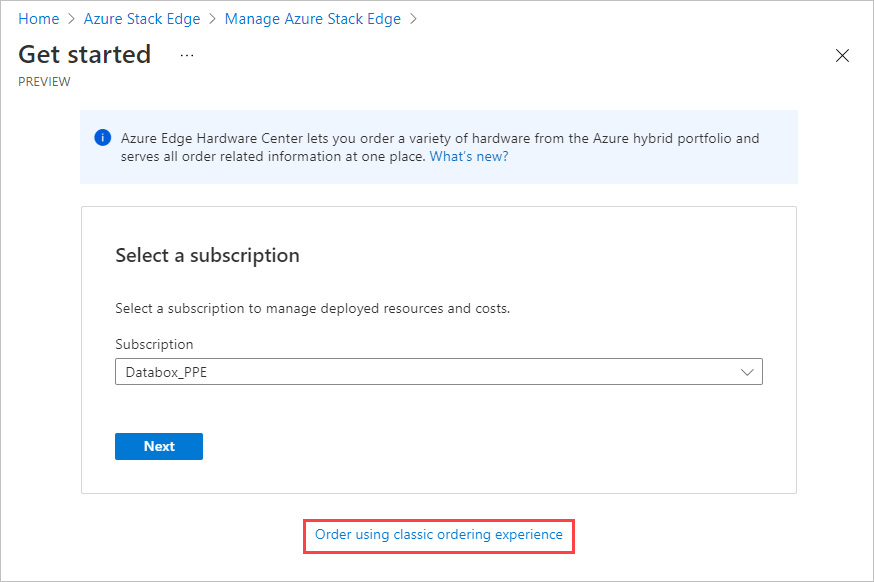 Home > Azure Stack Edge > Manage Azure Stack Edge >
Get started ...
PREVIEW
Azure Edge Hardware Center lets you order a variety of hardware from the Azure hybrid portfolio and
serves all order related information at one place. What's new?
Select a subscription
Select a subscription to manage deployed resources and costs.
Subscription
Databox_PPE
Next
Order using classic ordering experience